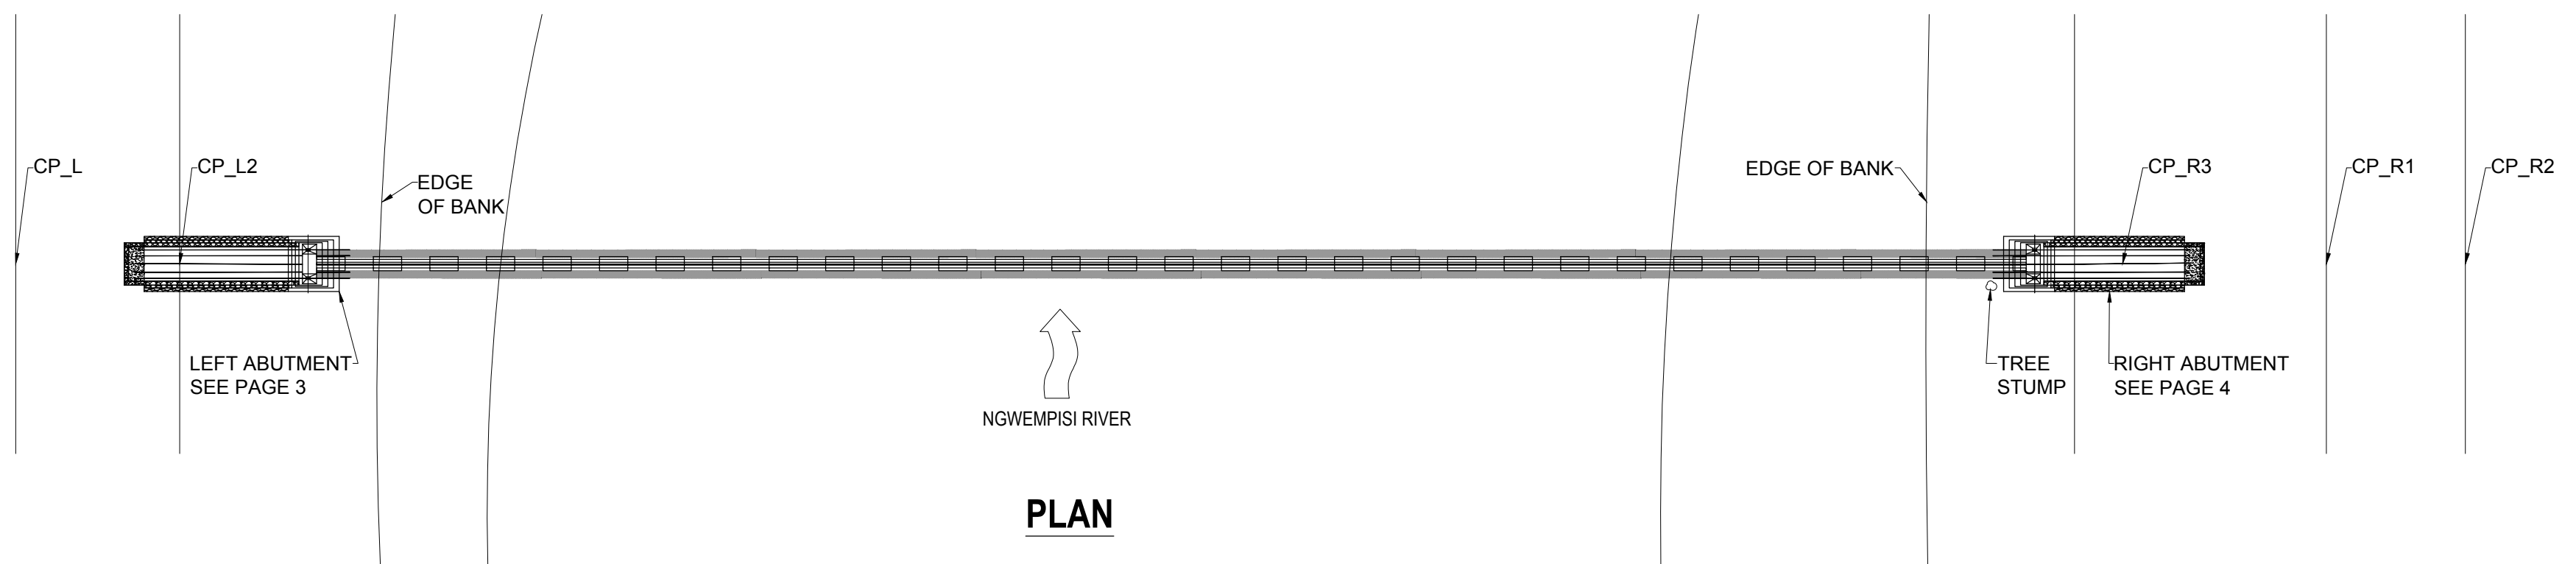 CP_L
CP_L2
EDGE
OF BANK
EDGE OF BANK
CP_R3
CP_R1
CP_R2
LEFT ABUTMENT
SEE PAGE 3
NGWEMPISI RIVER
TREE
STUMP
RIGHT ABUTMENT
SEE PAGE 4
PLAN